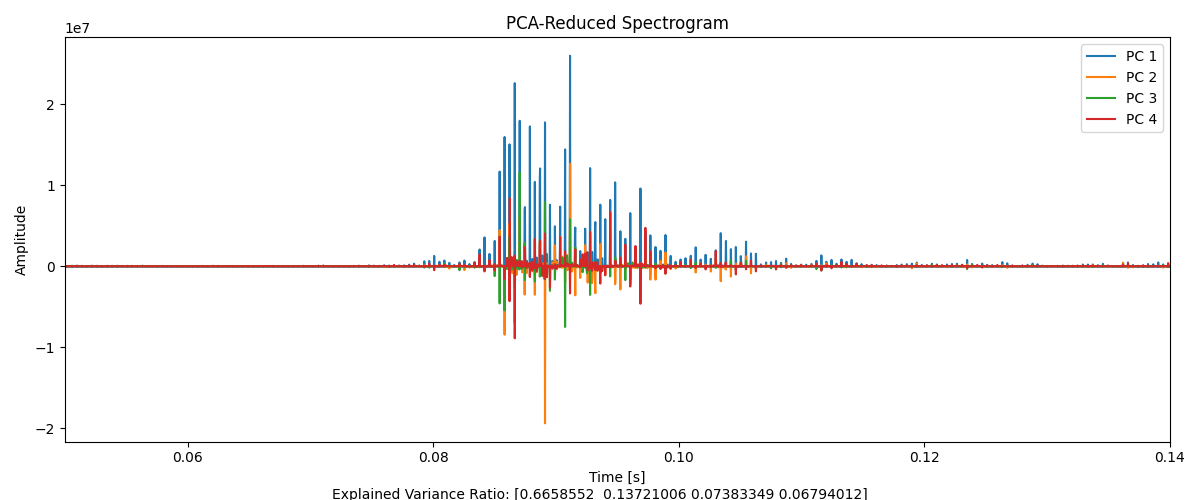 PCA-Reduced Spectrogram
1e7
PC 1
PC 2
PC 3
PC 4
2
1
0
−1
−2
Amplitude
0.06 0.08 0.10 0.12 0.14
Time [s]
Explained Variance Ratio: [0.6658552 0.13721006 0.07383349 0.06794012]